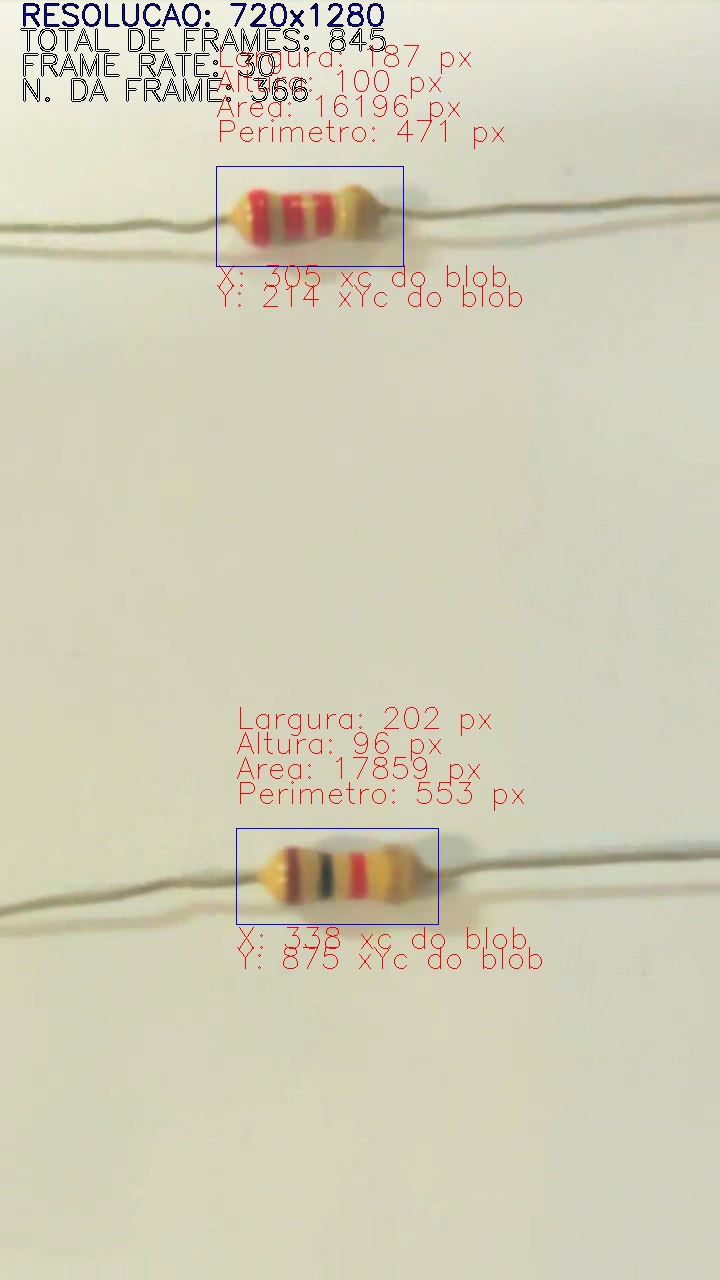 RESOLUCAO: 720x1280
TOTAL DE FRAMES: 845
FRAME RATE: 30
N. DA FRAME: 366
Largura: 187 px
Altura: 100 px
Area: 16196 px
Perimetro: 471 px
X: 305 xc do blob
Y: 214 xYc do blob
Largura: 202 px
Altura: 96 px
Area: 17859 px
Perimetro: 553 px
X: 338 xc do blob
Y: 875 xYc do blob